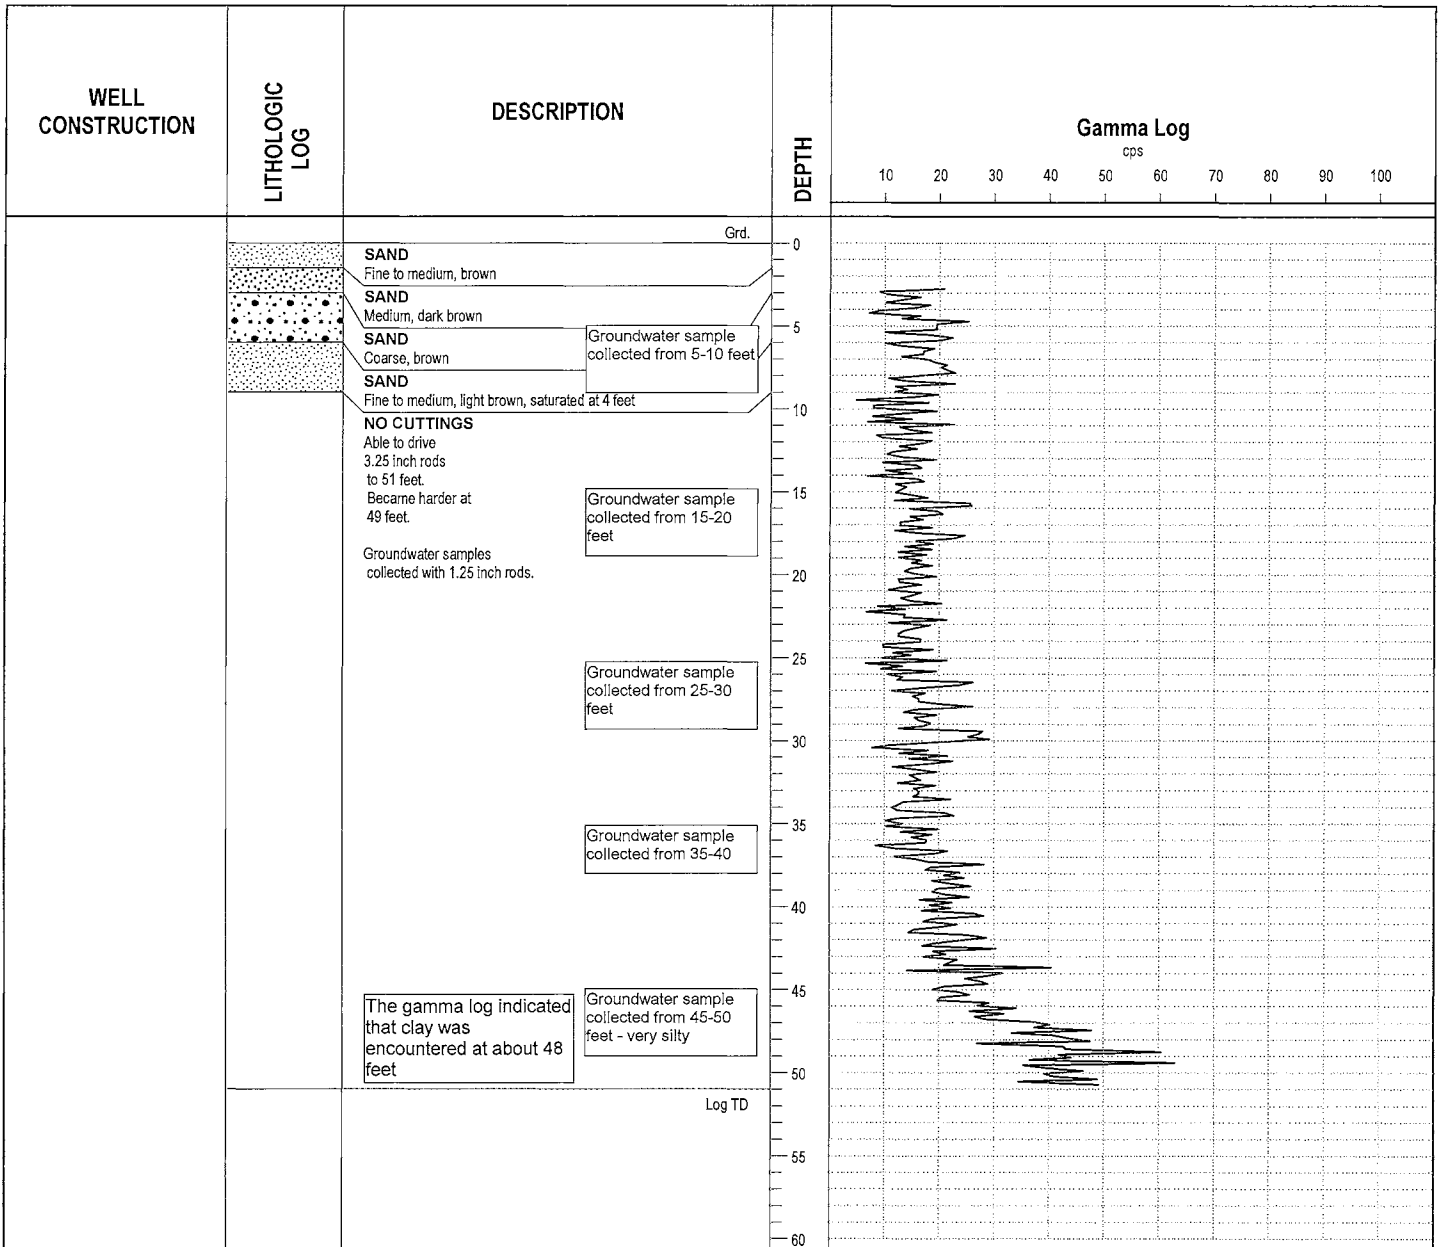 WELL
CONSTRUCTION
LITHOLOGIC
LOG
DESCRIPTION
DEPTH
Gamma Log
cps
10 20 30 40 50 60 70 80 90 100
Grd.
0
SAND
Fine to medium, brown
SAND
Medium, dark brown
5
SAND
Coarse, brown
Groundwater sample
collected from 5-10 feet
SAND
Fine to medium, light brown, saturated at 4 feet
10
NO CUTTINGS
Able to drive
3.25 inch rods
to 51 feet.
Became harder at
49 feet.
Groundwater samples
collected with 1.25 inch rods.
15
Groundwater sample
collected from 15-20
feet
20
25
Groundwater sample
collected from 25-30
feet
30
35
Groundwater sample
collected from 35-40
40
45
The gamma log indicated
that clay was
encountered at about 48
feet
Groundwater sample
collected from 45-50
feet - very silty
50
Log TD
55
60